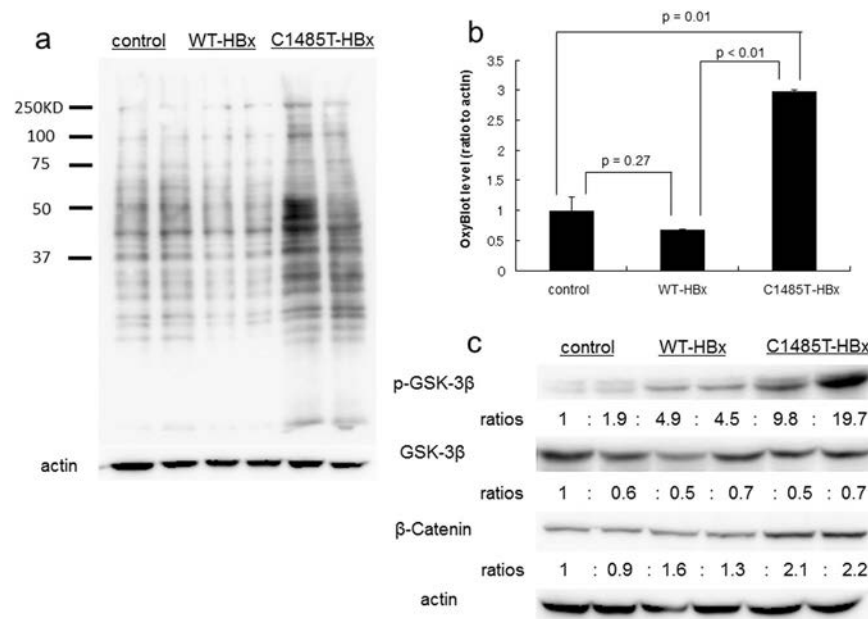 a
control WT-HBx C1485T-HBx
250KD
100
75
50
37
actin
b
p = 0.01
p < 0.01
p = 0.27
OxyBlot level (ratio to actin)
3.5
3
2.5
2
1.5
1
0.5
0
control WT-HBx C1485T-HBx
c
control WT-HBx C1485T-HBx
p-GSK-3β
ratios 1 : 1.9 : 4.9 : 4.5 : 9.8 : 19.7
GSK-3β
ratios 1 : 0.6 : 0.5 : 0.7 : 0.5 : 0.7
β-Catenin
ratios 1 : 0.9 : 1.6 : 1.3 : 2.1 : 2.2
actin